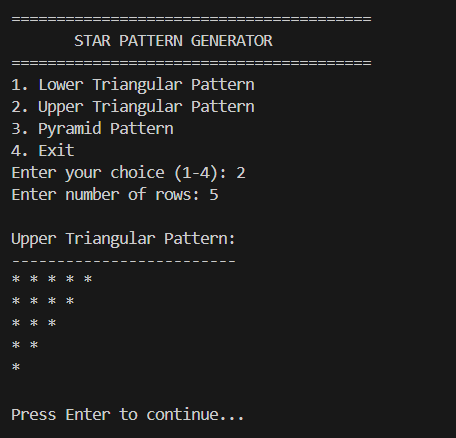 ========================================
STAR PATTERN GENERATOR
========================================
1. Lower Triangular Pattern
2. Upper Triangular Pattern
3. Pyramid Pattern
4. Exit
Enter your choice (1-4): 2
Enter number of rows: 5
Upper Triangular Pattern:
-------------------------
* * * * *
* * * *
* * *
* *
*
Press Enter to continue...